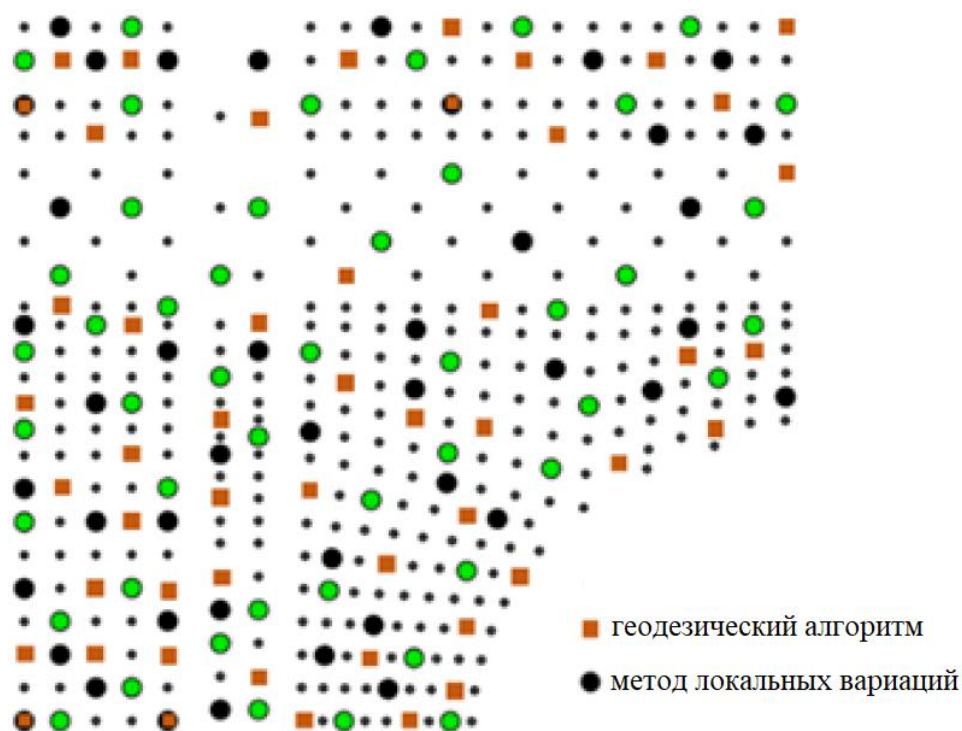 геодезический алгоритм
метод локальных вариаций